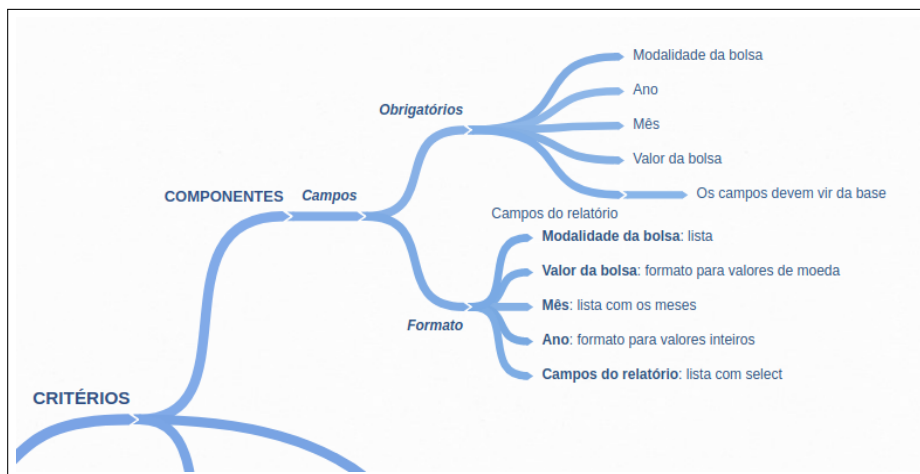 Modalidade da bolsa
Ano
Obrigatórios
Mês
Valor da bolsa
Os campos devem vir da base
COMPONENTES
Campos
Campos do relatório
Modalidade da bolsa: lista
Valor da bolsa: formato para valores de moeda
Mês: lista com os meses
Formato
Ano: formato para valores inteiros
Campos do relatório: lista com select
CRITÉRIOS